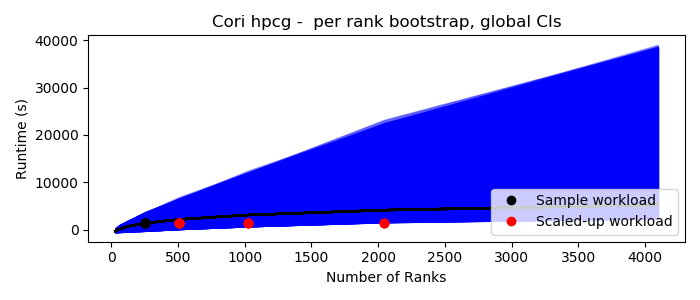 Cori hpcg -  per rank bootstrap, global CIs
40000
30000
20000
10000
0
Runtime (s)
Sample workload
Scaled-up workload
0 500 1000 1500 2000 2500 3000 3500 4000
Number of Ranks